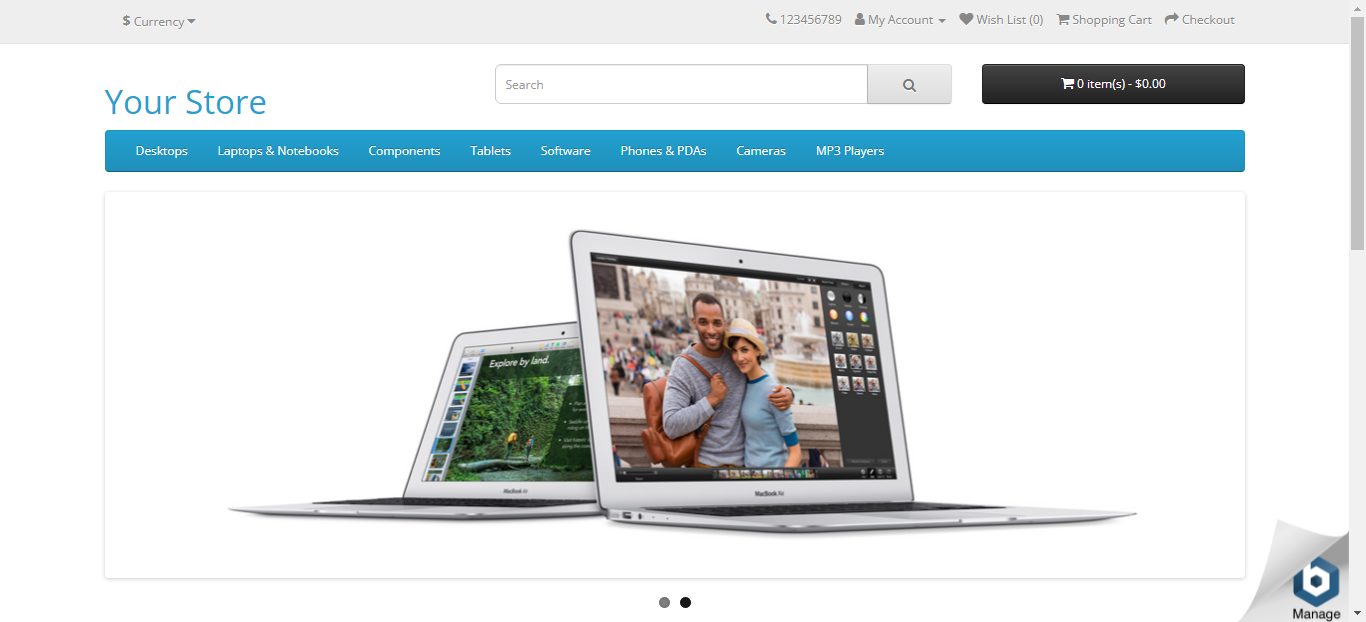 $ Currency
123456789 My Account Wish List (0) Shopping Cart Checkout
Your Store
Search
0 item(s) - $0.00
Desktops Laptops & Notebooks Components Tablets Software Phones & PDAs Cameras MP3 Players
Explore by land.
MacBook Air
MacBook Air
Manage